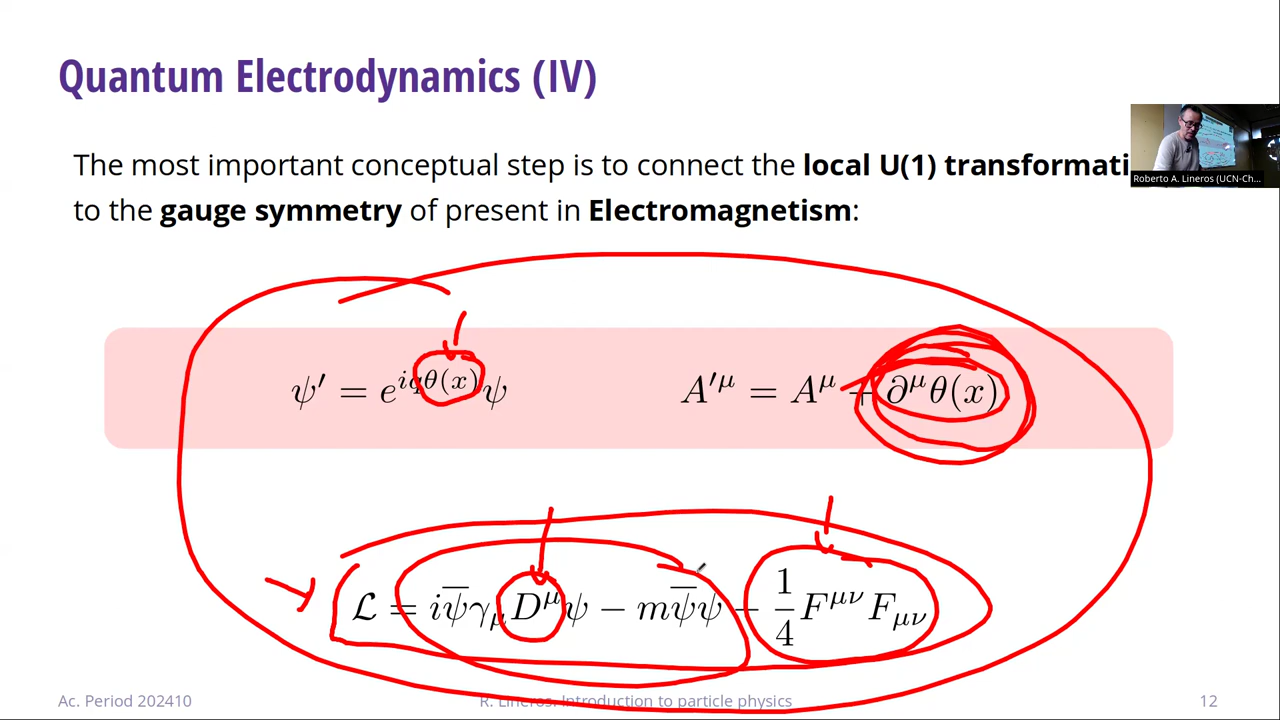 Quantum Electrodynamics (IV)
The most important conceptual step is to connect the local U(1) transformati
to the gauge symmetry of present in Electromagnetism:
Roberto A. Lineros (UCN-Ch...
ψ′ = e^{iqθ(x)}ψ    A′^μ = A^μ + ∂^μθ(x)
ℒ = iψ̅γ_μD^μψ − mψ̅ψ − 1/4 F^{μν}F_{μν}
Ac. Period 202410    R. Lineros. Introduction to particle physics    12